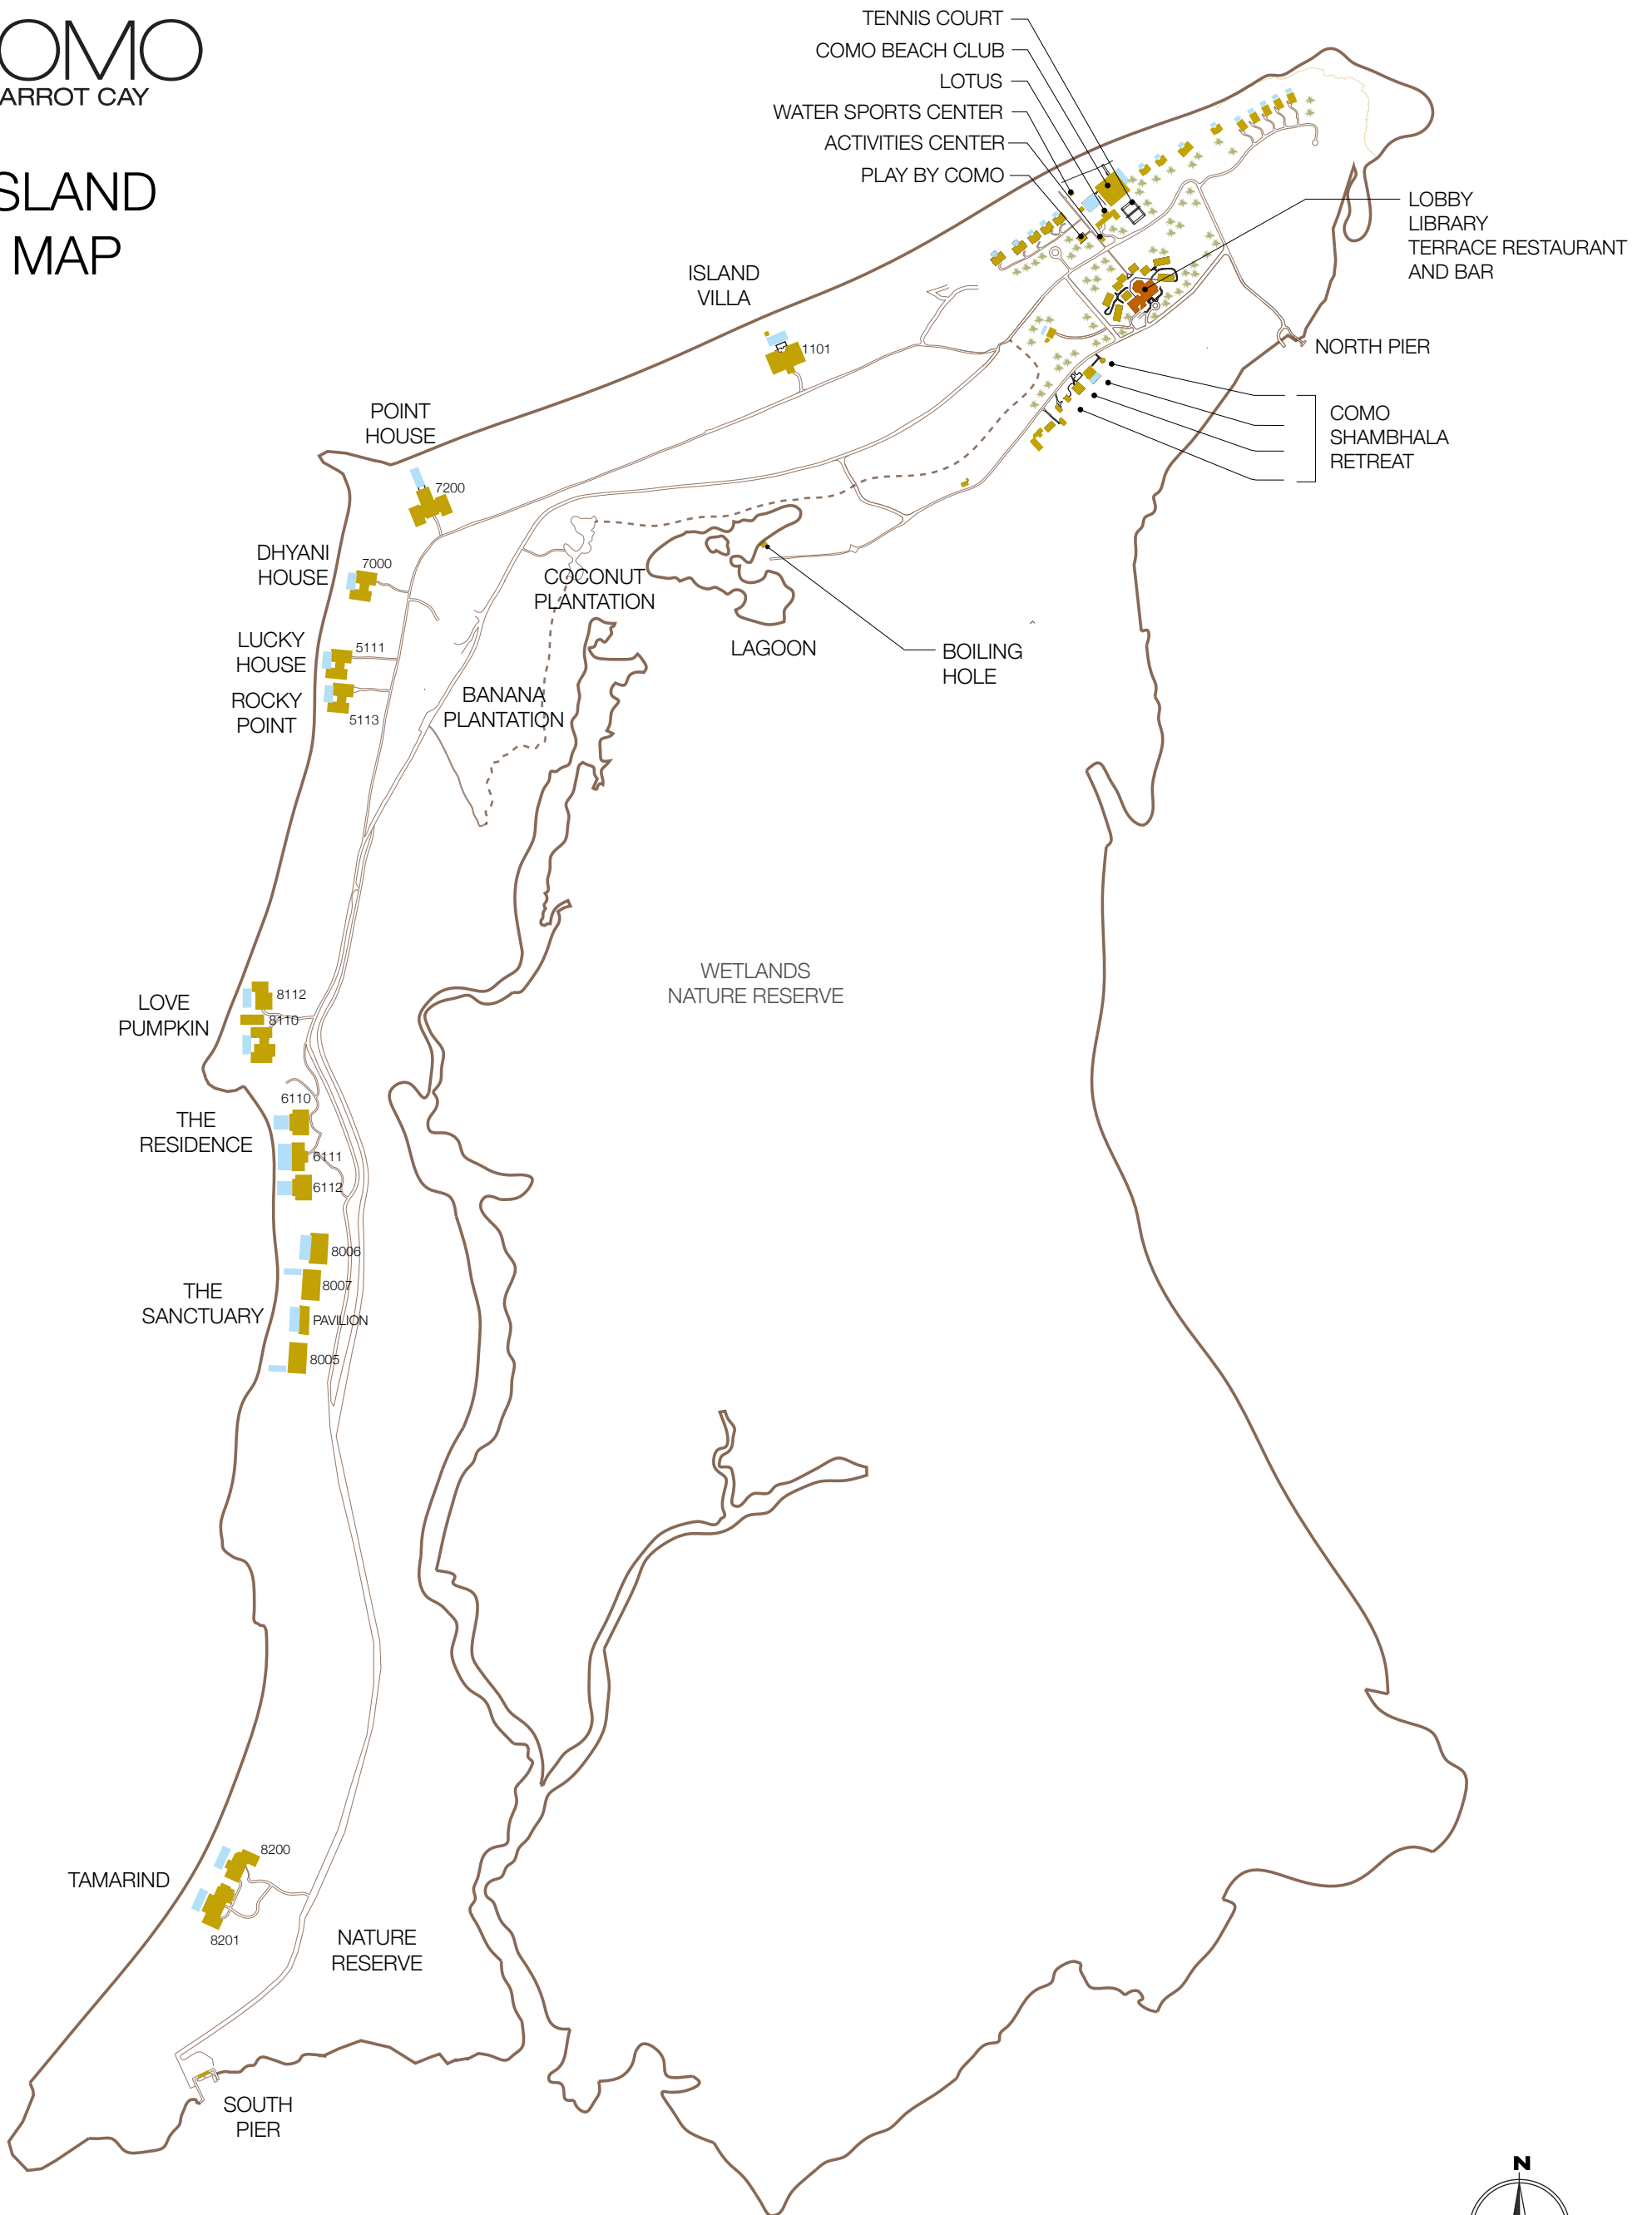 OMO
ARROT CAY
SLAND
MAP
TENNIS COURT
COMO BEACH CLUB
LOTUS
WATER SPORTS CENTER
ACTIVITIES CENTER
PLAY BY COMO
LOBBY
LIBRARY
TERRACE RESTAURANT
AND BAR
ISLAND
VILLA
1101
NORTH PIER
COMO
SHAMBHALA
RETREAT
POINT
HOUSE
7200
DHYANI
HOUSE
7000
COCONUT
PLANTATION
LAGOON
BOILING
HOLE
LUCKY
HOUSE
5111
ROCKY
POINT
5113
BANANA
PLANTATION
WETLANDS
NATURE RESERVE
LOVE
PUMPKIN
8112
8110
THE
RESIDENCE
6110
6111
6112
THE
SANCTUARY
8006
8007
PAVILION
8005
TAMARIND
8200
8201
NATURE
RESERVE
SOUTH
PIER
N